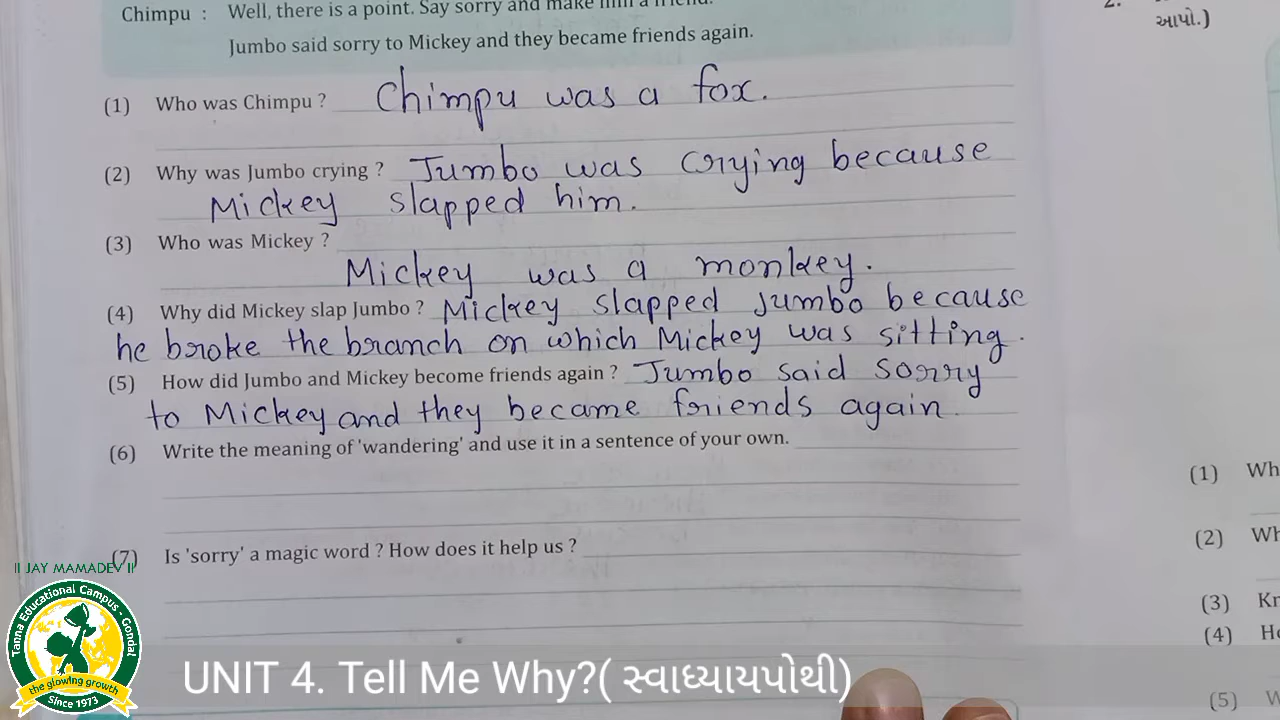 Chimpu : Well, there is a point. Say sorry and make him a friend.
Jumbo said sorry to Mickey and they became friends again.
(1) Who was Chimpu ? Chimpu was a fox.
(2) Why was Jumbo crying ? Jumbo was crying because
Mickey slapped him.
(3) Who was Mickey ?
Mickey was a monkey.
(4) Why did Mickey slap Jumbo ? Mickey slapped Jumbo because
he broke the branch on which Mickey was sitting.
(5) How did Jumbo and Mickey become friends again ? Jumbo said sorry
to Mickey and they became friends again.
(6) Write the meaning of 'wandering' and use it in a sentence of your own.
(7) Is 'sorry' a magic word ? How does it help us ?
2.
આપો.)
(1) Wh
(2) Wh
(3) Kn
(4) Ho
(5) W
॥ JAY MAMADEV ॥
Tanna Educational Campus - Gondal
the glowing growth
Since 1973
UNIT 4. Tell Me Why?( સ્વાધ્યાયપોથી)